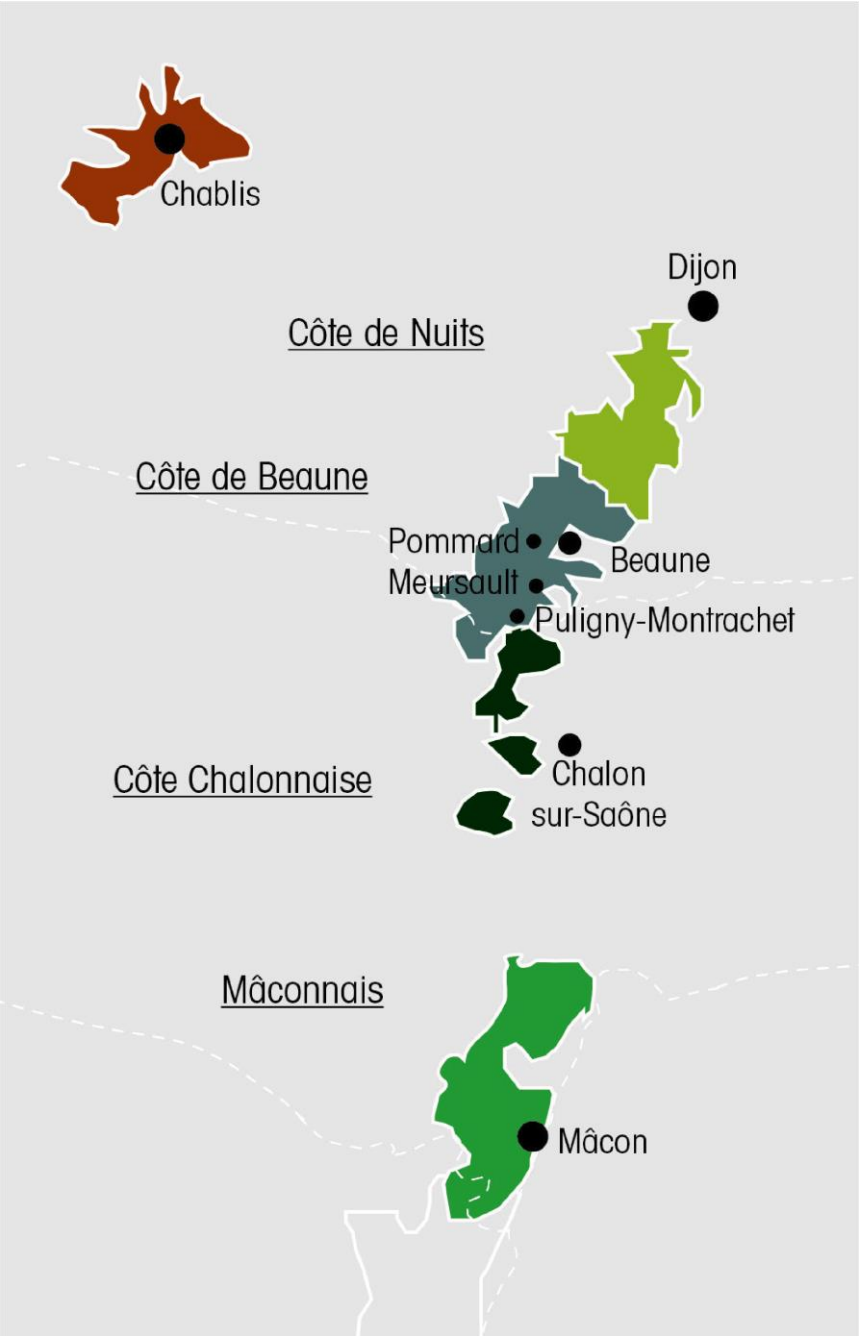 Chablis
Dijon
Côte de Nuits
Côte de Beaune
Pommard
Beaune
Meursault
Puligny-Montrachet
Côte Chalonnaise
Chalon
sur-Saône
Mâconnais
Mâcon